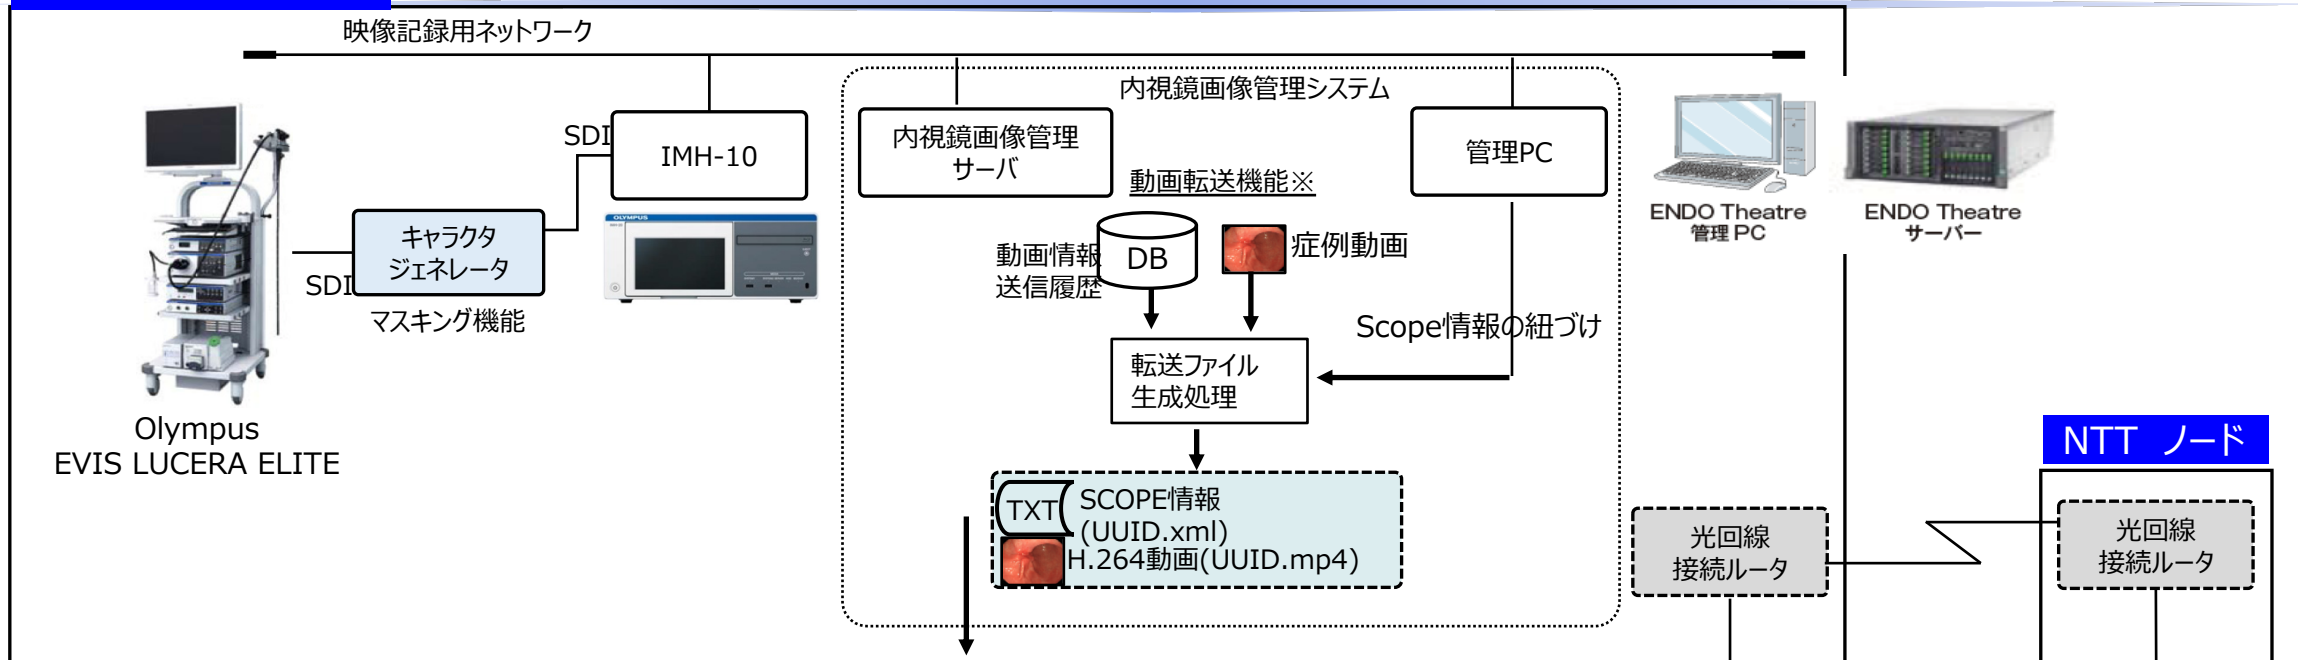 映像記録用ネットワーク
内視鏡画像管理システム
SDI
IMH-10
内視鏡画像管理
サーバ
管理PC
動画転送機能※
キャラクタ
ジェネレータ
SDI
マスキング機能
OLYMPUS
動画情報
送信履歴
DB
症例動画
ENDO Theatre
管理 PC
ENDO Theatre
サーバー
Scope情報の紐づけ
転送ファイル
生成処理
Olympus
EVIS LUCERA ELITE
TXT
SCOPE情報
(UUID.xml)
H.264動画(UUID.mp4)
光回線
接続ルータ
NTT ノード
光回線
接続ルータ